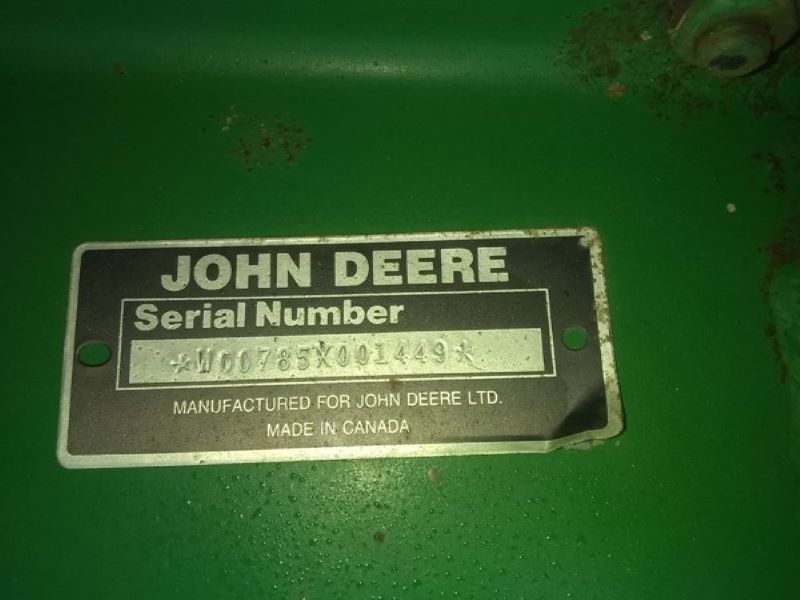 JOHN DEERE
Serial Number
*W00785X001449*
MANUFACTURED FOR JOHN DEERE LTD.
MADE IN CANADA